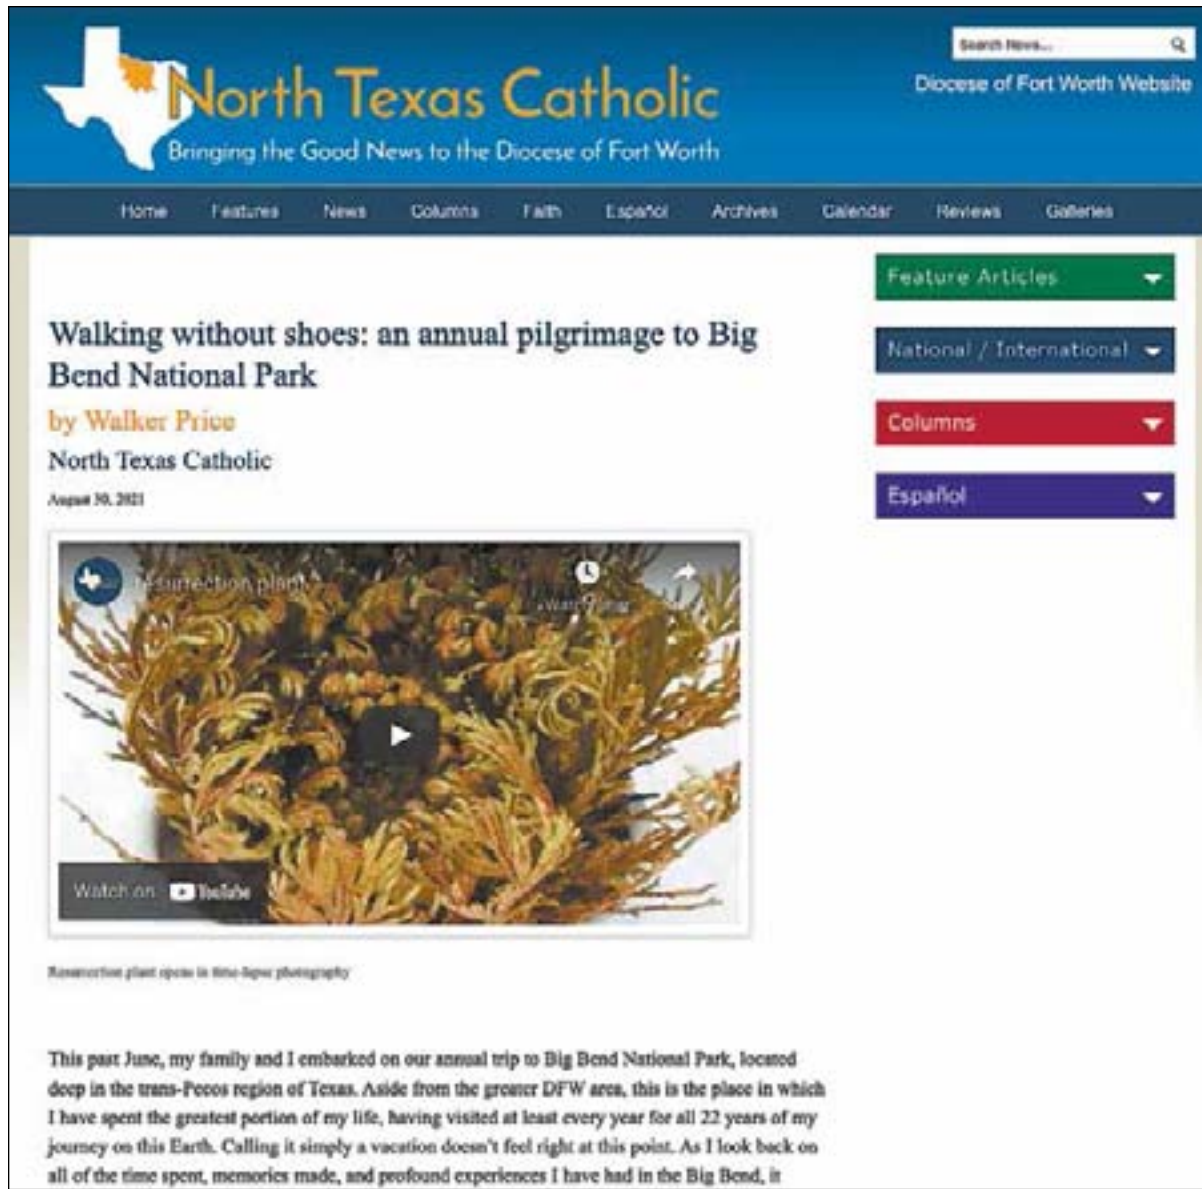 Search News...
Diocese of Fort Worth Website
North Texas Catholic
Bringing the Good News to the Diocese of Fort Worth
Home Features News Columns Faith Español Archives Calendar Reviews Galleries
Feature Articles
National / International
Columns
Español
Walking without shoes: an annual pilgrimage to Big
Bend National Park
by Walker Price
North Texas Catholic
August 30, 2021
resurrection plant
Watch later
Watch on YouTube
Resurrection plant opens in time-lapse photography
This past June, my family and I embarked on our annual trip to Big Bend National Park, located
deep in the trans-Pecos region of Texas. Aside from the greater DFW area, this is the place in which
I have spent the greatest portion of my life, having visited at least every year for all 22 years of my
journey on this Earth. Calling it simply a vacation doesn't feel right at this point. As I look back on
all of the time spent, memories made, and profound experiences I have had in the Big Bend, it